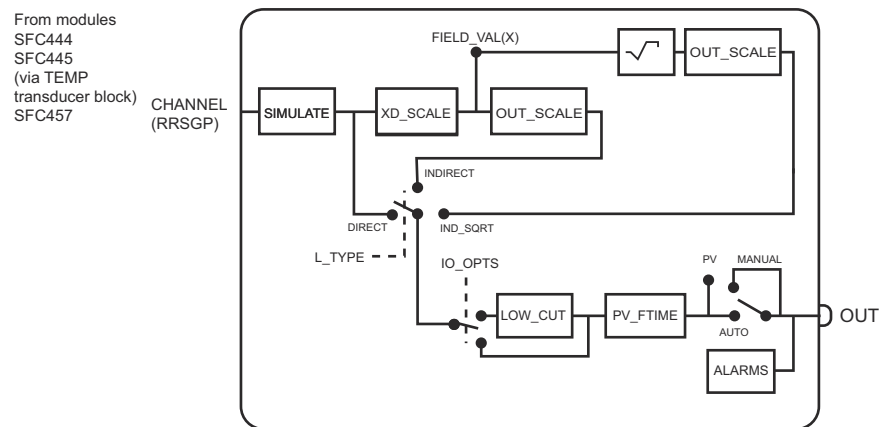 From modules
SFC444
SFC445
(via TEMP
transducer block)
SFC457
CHANNEL
(RRSGP)
SIMULATE
XD_SCALE
FIELD_VAL(X)
OUT_SCALE
OUT_SCALE
INDIRECT
DIRECT
IND_SQRT
L_TYPE
IO_OPTS
LOW_CUT
PV_FTIME
PV
MANUAL
AUTO
ALARMS
OUT